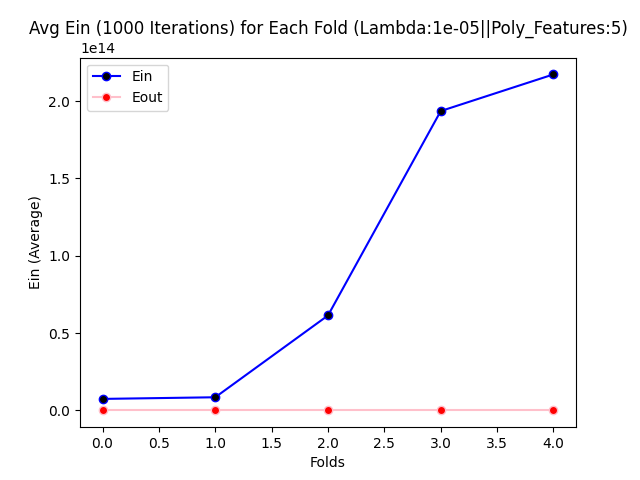 Avg Ein (1000 Iterations) for Each Fold (Lambda:1e-05||Poly_Features:5)
1e14
Ein
Eout
2.0
1.5
1.0
0.5
0.0
Ein (Average)
0.0 0.5 1.0 1.5 2.0 2.5 3.0 3.5 4.0
Folds